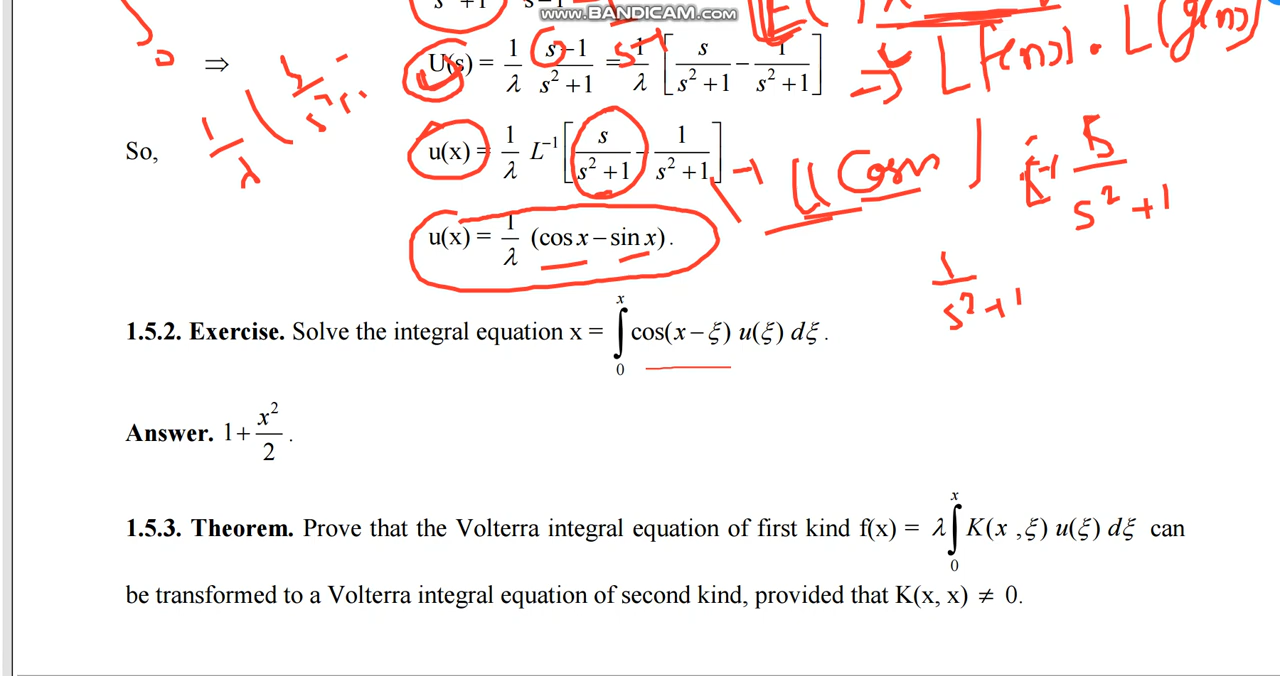 www.BANDICAM.com
⇒ U(s) = 1/λ (s−1)/(s² +1) = 1/λ [ s/(s² +1) − 1/(s² +1) ] → L[f(x)] . L(g(x))
So, u(x) = 1/λ L⁻¹ [ s/(s² +1) − 1/(s² +1) ]
u(x) = 1/λ (cos x − sin x).
1/(s²+1)
1.5.2. Exercise. Solve the integral equation x = ∫₀ˣ cos(x − ξ) u(ξ) dξ .
Answer. 1+ x²/2 .
1.5.3. Theorem. Prove that the Volterra integral equation of first kind f(x) = λ ∫₀ˣ K(x ,ξ) u(ξ) dξ can
be transformed to a Volterra integral equation of second kind, provided that K(x, x) ≠ 0.